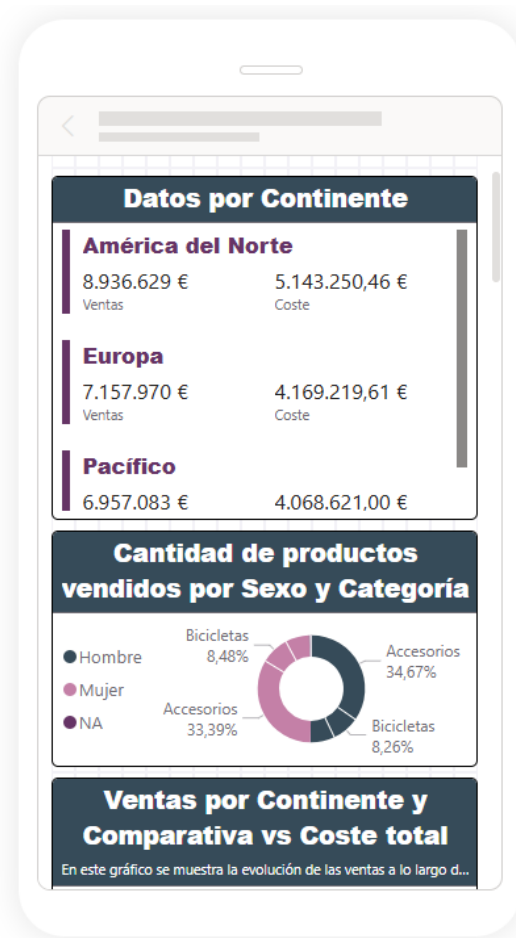 Datos por Continente
América del Norte
8.936.629 € 5.143.250,46 €
Ventas Coste
Europa
7.157.970 € 4.169.219,61 €
Ventas Coste
Pacífico
6.957.083 € 4.068.621,00 €
Cantidad de productos
vendidos por Sexo y Categoría
Hombre
Mujer
NA
Bicicletas
8,48%
Accesorios
33,39%
Accesorios
34,67%
Bicicletas
8,26%
Ventas por Continente y
Comparativa vs Coste total
En este gráfico se muestra la evolución de las ventas a lo largo d...